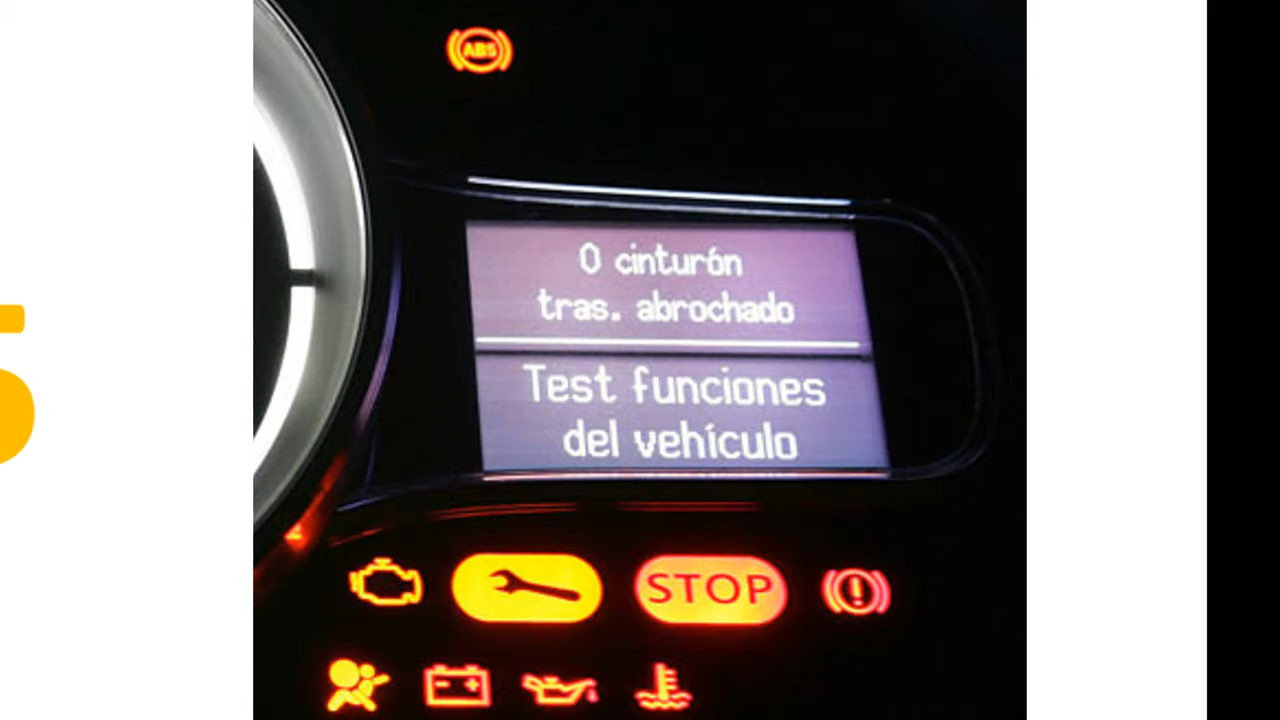 ABS
0 cinturón
tras. abrochado
Test funciones
del vehículo
STOP